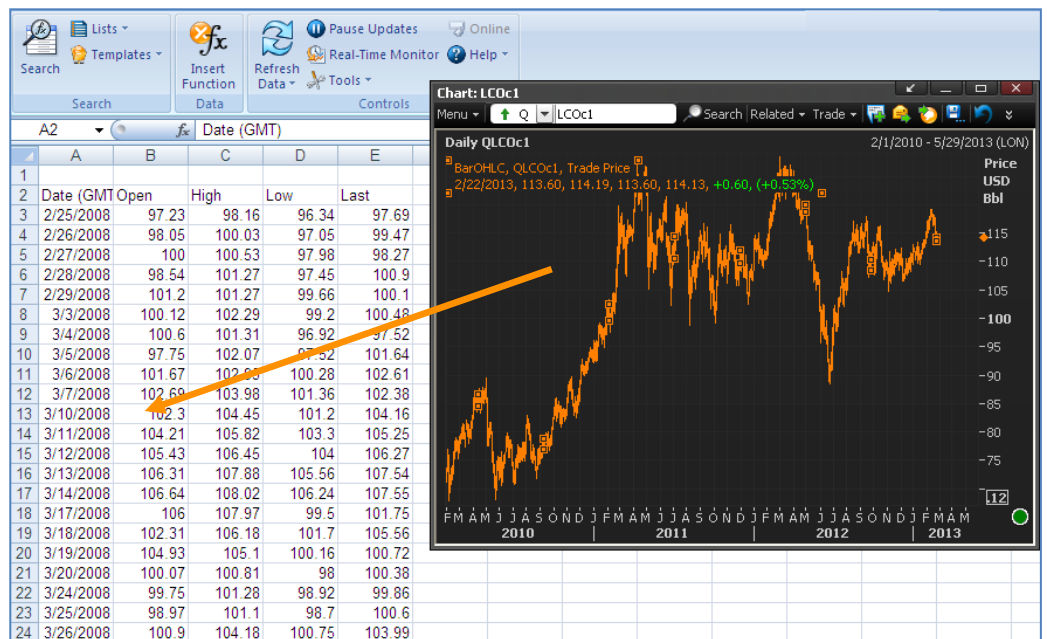 Lists
Templates
Search
Search
fx
Insert Function
Data
Refresh Data
Pause Updates
Real-Time Monitor
Tools
Online
Help
Controls
A2 fx Date (GMT)
A B C D E
1
2 Date (GMT Open High Low Last
3 2/25/2008 97.23 98.16 96.34 97.69
4 2/26/2008 98.05 100.03 97.05 99.47
5 2/27/2008 100 100.53 97.98 98.27
6 2/28/2008 98.54 101.27 97.45 100.9
7 2/29/2008 101.2 101.27 99.66 100.1
8 3/3/2008 100.12 102.29 99.2 100.48
9 3/4/2008 100.6 101.31 96.92 97.52
10 3/5/2008 97.75 102.07 97.52 101.64
11 3/6/2008 101.67 100.28 102.61
12 3/7/2008 102.69 103.98 101.36 102.38
13 3/10/2008 102.3 104.45 101.2 104.16
14 3/11/2008 104.21 105.82 103.3 105.25
15 3/12/2008 105.43 106.45 104 106.27
16 3/13/2008 106.31 107.88 105.56 107.54
17 3/14/2008 106.64 108.02 106.24 107.55
18 3/17/2008 106 107.97 99.5 101.75
19 3/18/2008 102.31 106.18 101.7 105.56
20 3/19/2008 104.93 105.1 100.16 100.72
21 3/20/2008 100.07 100.81 98 100.38
22 3/24/2008 99.75 101.28 98.92 99.86
23 3/25/2008 98.97 101.1 98.7 100.6
24 3/26/2008 100.9 104.18 100.75 103.99
Chart: LCOc1
Menu Q LCOc1 Search Related Trade
Daily QLCOc1 2/1/2010 - 5/29/2013 (LON)
BarOHLC, QLCOc1, Trade Price
2/22/2013, 113.60, 114.19, 113.60, 114.13, +0.60, (+0.53%)
Price
USD
Bbl
115
110
105
100
95
90
85
80
75
.12
F M A M J J A S O N D J F M A M J J A S O N D J F M A M J J A S O N D J F M A M
2010 2011 2012 2013